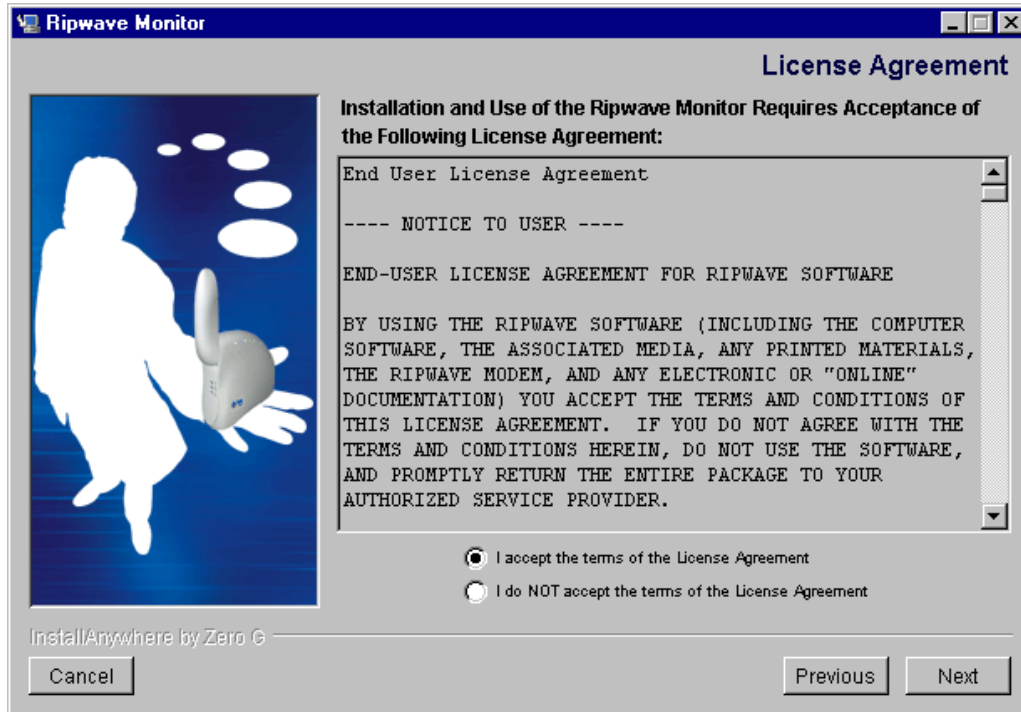 Ripwave Monitor
License Agreement
Installation and Use of the Ripwave Monitor Requires Acceptance of
the Following License Agreement:
End User License Agreement
---- NOTICE TO USER ----
END-USER LICENSE AGREEMENT FOR RIPWAVE SOFTWARE
BY USING THE RIPWAVE SOFTWARE (INCLUDING THE COMPUTER
SOFTWARE, THE ASSOCIATED MEDIA, ANY PRINTED MATERIALS,
THE RIPWAVE MODEM, AND ANY ELECTRONIC OR "ONLINE"
DOCUMENTATION) YOU ACCEPT THE TERMS AND CONDITIONS OF
THIS LICENSE AGREEMENT.  IF YOU DO NOT AGREE WITH THE
TERMS AND CONDITIONS HEREIN, DO NOT USE THE SOFTWARE,
AND PROMPTLY RETURN THE ENTIRE PACKAGE TO YOUR
AUTHORIZED SERVICE PROVIDER.
I accept the terms of the License Agreement
I do NOT accept the terms of the License Agreement
InstallAnywhere by Zero G
Cancel
Previous
Next